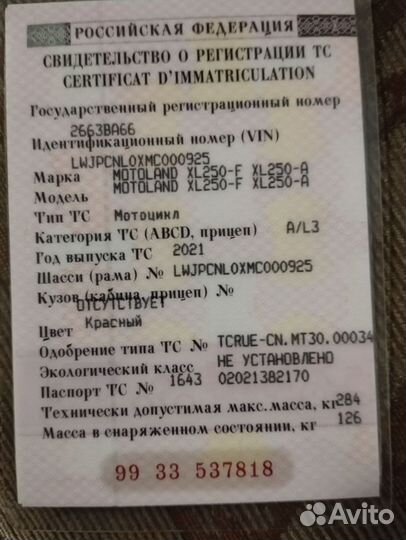 РОССИЙСКАЯ ФЕДЕРАЦИЯ
СВИДЕТЕЛЬСТВО О РЕГИСТРАЦИИ ТС
CERTIFICAT D'IMMATRICULATION
Государственный регистрационный номер
2663ВА66
Идентификационный номер (VIN)
LWJPCNL0XMC000925
Марка MOTOLAND XL250-F XL250-A
Модель MOTOLAND XL250-F XL250-A
Тип ТС Мотоцикл
Категория ТС (ABCD, прицеп) A/L3
Год выпуска ТС 2021
Шасси (рама) № LWJPCNL0XMC000925
Кузов (кабина, прицеп) №
ОТСУТСТВУЕТ
Цвет Красный
Одобрение типа ТС № TCRUE-CN.MT30.00034
Экологический класс НЕ УСТАНОВЛЕНО
Паспорт ТС № 1643 02021382170
Технически допустимая макс.масса, кг 284
Масса в снаряженном состоянии, кг 126
99 33 537818
Avito